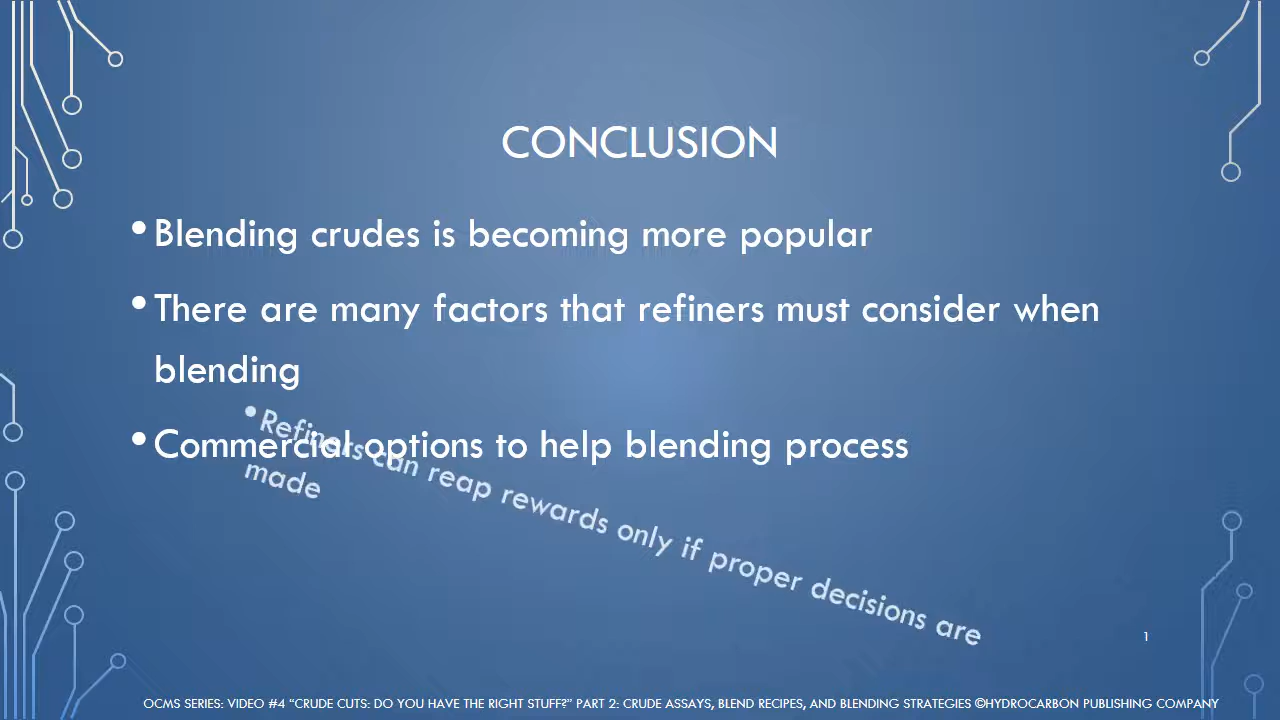 CONCLUSION
•Blending crudes is becoming more popular
•There are many factors that refiners must consider when
blending
•Commercial options to help blending process
•Refiners can reap rewards only if proper decisions are
made
1
OCMS SERIES: VIDEO #4 “CRUDE CUTS: DO YOU HAVE THE RIGHT STUFF?” PART 2: CRUDE ASSAYS, BLEND RECIPES, AND BLENDING STRATEGIES ©HYDROCARBON PUBLISHING COMPANY